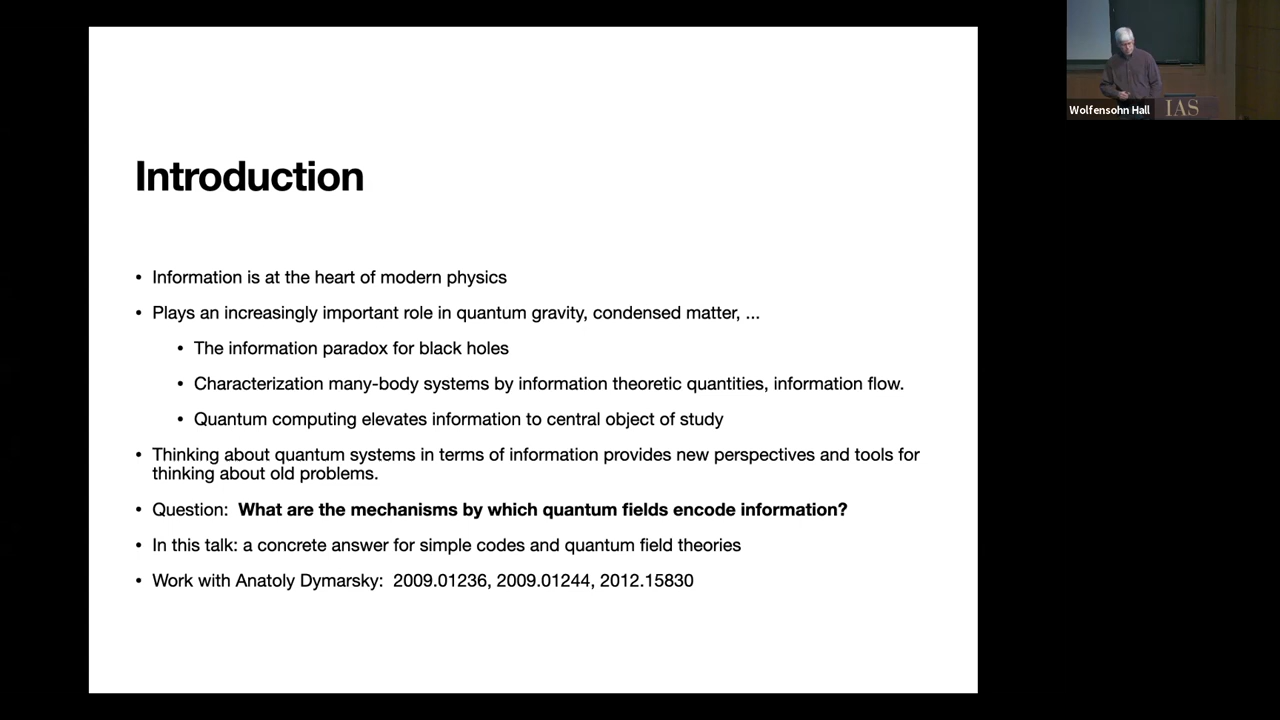 Introduction
• Information is at the heart of modern physics
• Plays an increasingly important role in quantum gravity, condensed matter, ...
• The information paradox for black holes
• Characterization many-body systems by information theoretic quantities, information flow.
• Quantum computing elevates information to central object of study
• Thinking about quantum systems in terms of information provides new perspectives and tools for
thinking about old problems.
• Question: What are the mechanisms by which quantum fields encode information?
• In this talk: a concrete answer for simple codes and quantum field theories
• Work with Anatoly Dymarsky: 2009.01236, 2009.01244, 2012.15830
Wolfensohn Hall
IAS